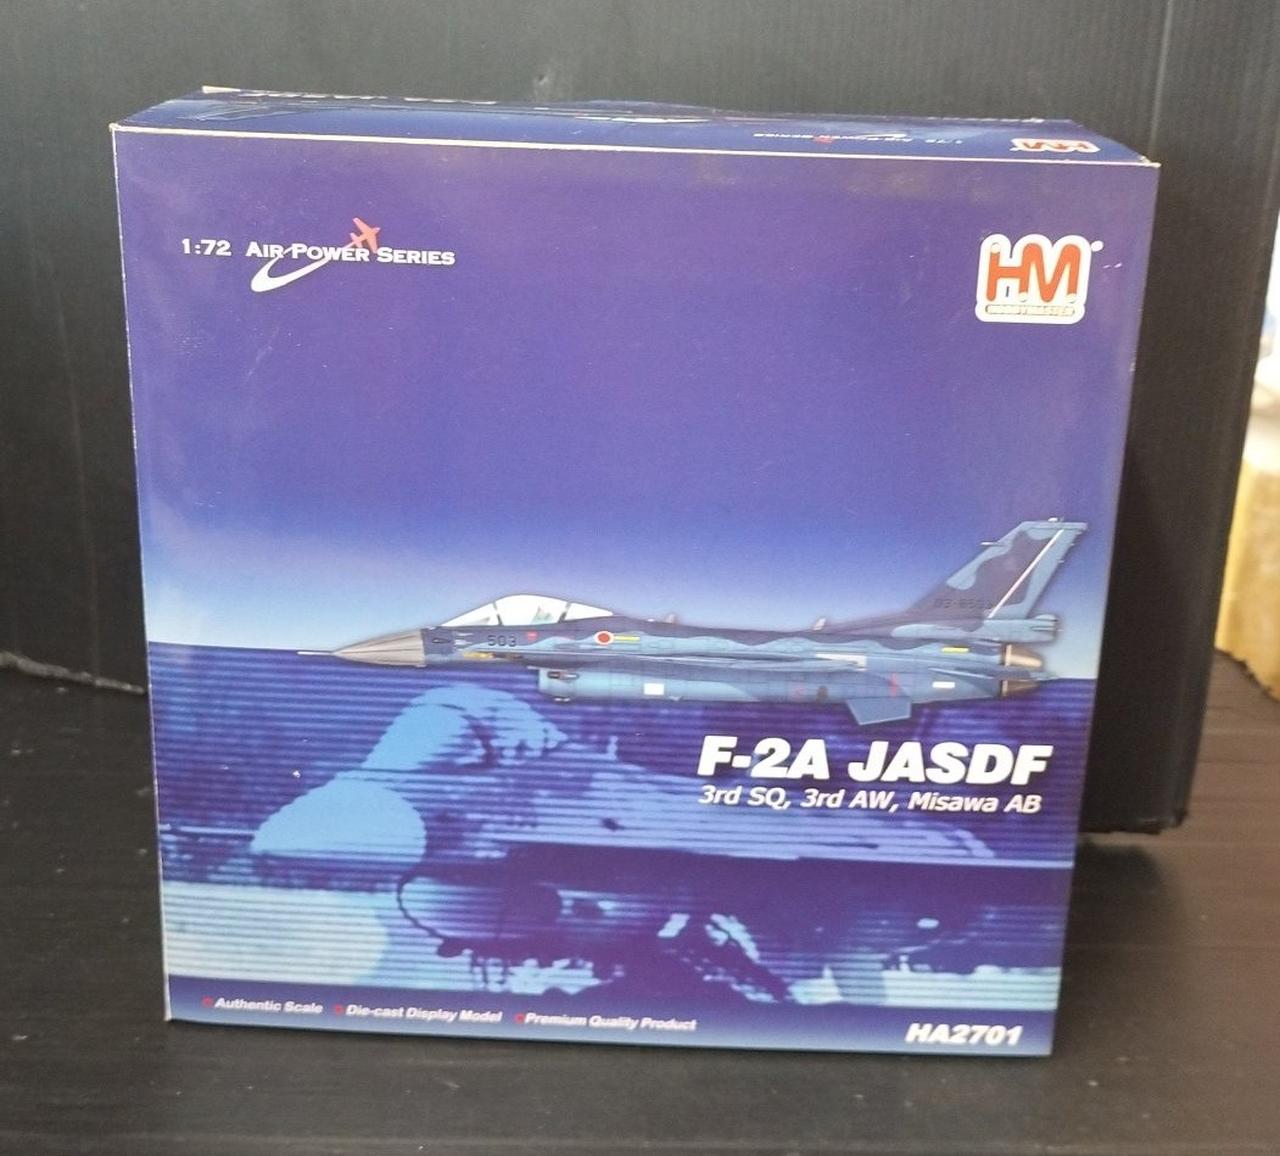 1:72 AIR POWER SERIES
HM
HOBBYMASTER
503
F-2A JASDF
3rd SQ, 3rd AW, Misawa AB
Authentic Scale Die-cast Display Model Premium Quality Product
HA2701